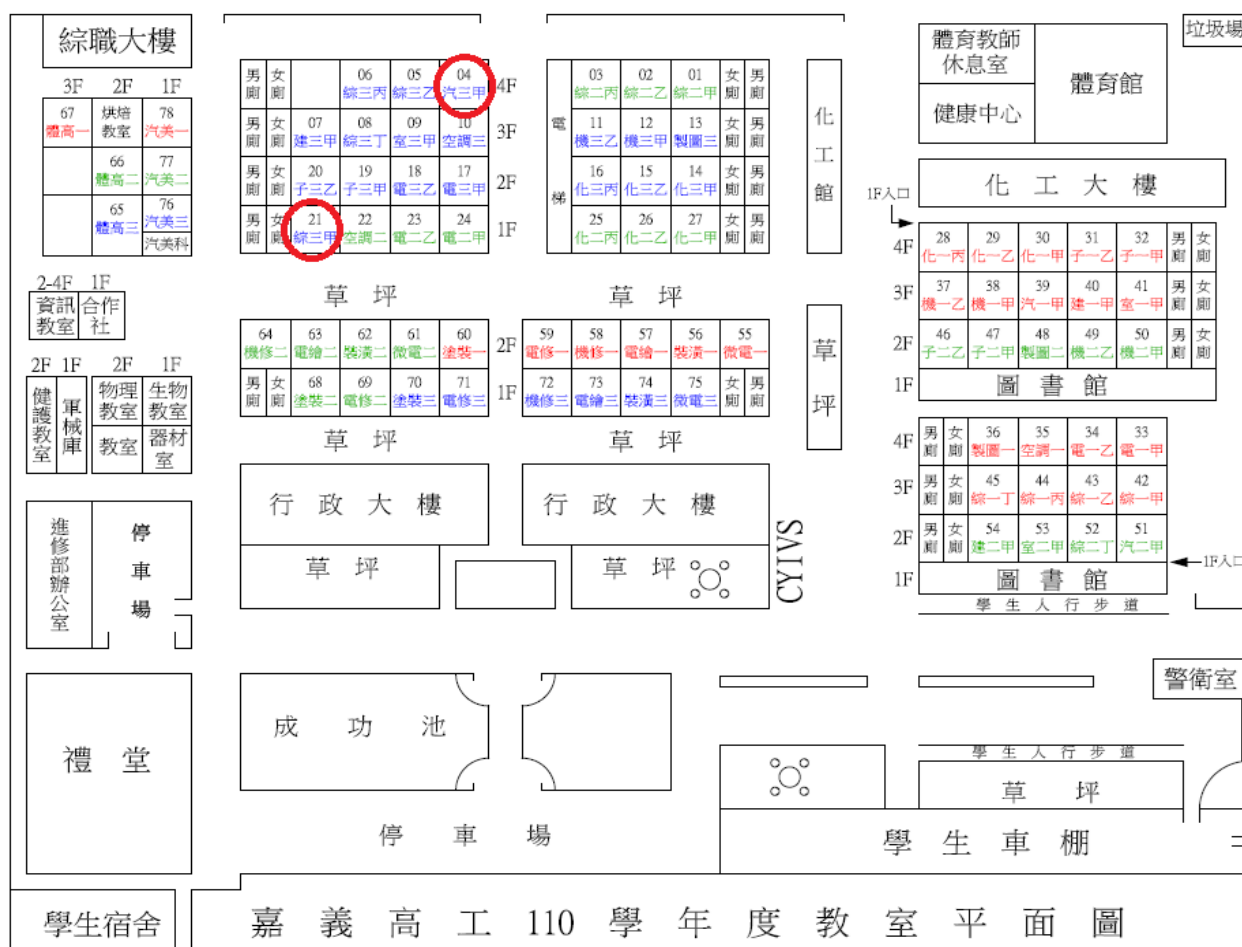 綜職大樓
3F 2F 1F
67 體高一 烘焙教室 78 汽美一
66 體高二 77 汽美二
65 體高三 76 汽美三
汽美科
2-4F 1F
資訊教室 合作社
2F 1F 2F 1F
健護教室 軍械庫 物理教室 生物教室
教室 器材室
進修部辦公室 停車場
禮堂
學生宿舍
男廁 女廁 06 綜三丙 05 綜三乙 04 汽三甲 4F
男廁 女廁 07 建三甲 08 綜三丁 09 室三甲 10 空調三 3F
男廁 女廁 20 子三乙 19 子三甲 18 電三乙 17 電三甲 2F
男廁 女廁 21 綜三甲 22 空調二 23 電二乙 24 電二甲 1F
電梯
03 綜二丙 02 綜二乙 01 綜二甲 女廁 男廁
11 機三乙 12 機三甲 13 製圖三 女廁 男廁
16 化三丙 15 化三乙 14 化三甲 女廁 男廁
25 化二丙 26 化二乙 27 化二甲 女廁 男廁
化工館
草坪 草坪
草坪
64 機修二 63 電繪二 62 裝潢二 61 微電二 60 塗裝一 2F 59 電修一 58 機修一 57 電繪一 56 裝潢一 55 微電一
男廁 女廁 68 塗裝二 69 電修二 70 塗裝三 71 電修三 1F 72 機修三 73 電繪三 74 裝潢三 75 微電三 女廁 男廁
草坪 草坪
行政大樓 行政大樓
草坪 草坪
CYIVS
成功池
停車場
體育教師休息室
健康中心
體育館
垃圾場
化工大樓
1F入口
4F 28 化一丙 29 化一乙 30 化一甲 31 子一乙 32 子一甲 男廁 女廁
3F 37 機一乙 38 機一甲 39 汽一甲 40 建一甲 41 室一甲 男廁 女廁
2F 46 子二乙 47 子二甲 48 製圖二 49 機二乙 50 機二甲 男廁 女廁
1F 圖書館
4F 男廁 女廁 36 製圖一 35 空調一 34 電一乙 33 電一甲
3F 男廁 女廁 45 綜一丁 44 綜一丙 43 綜一乙 42 綜一甲
2F 男廁 女廁 54 建二甲 53 室二甲 52 綜二丁 51 汽二甲
1F 圖書館
1F入口
學生人行步道
警衛室
學生人行步道
草坪
學生車棚
嘉義高工110學年度教室平面圖